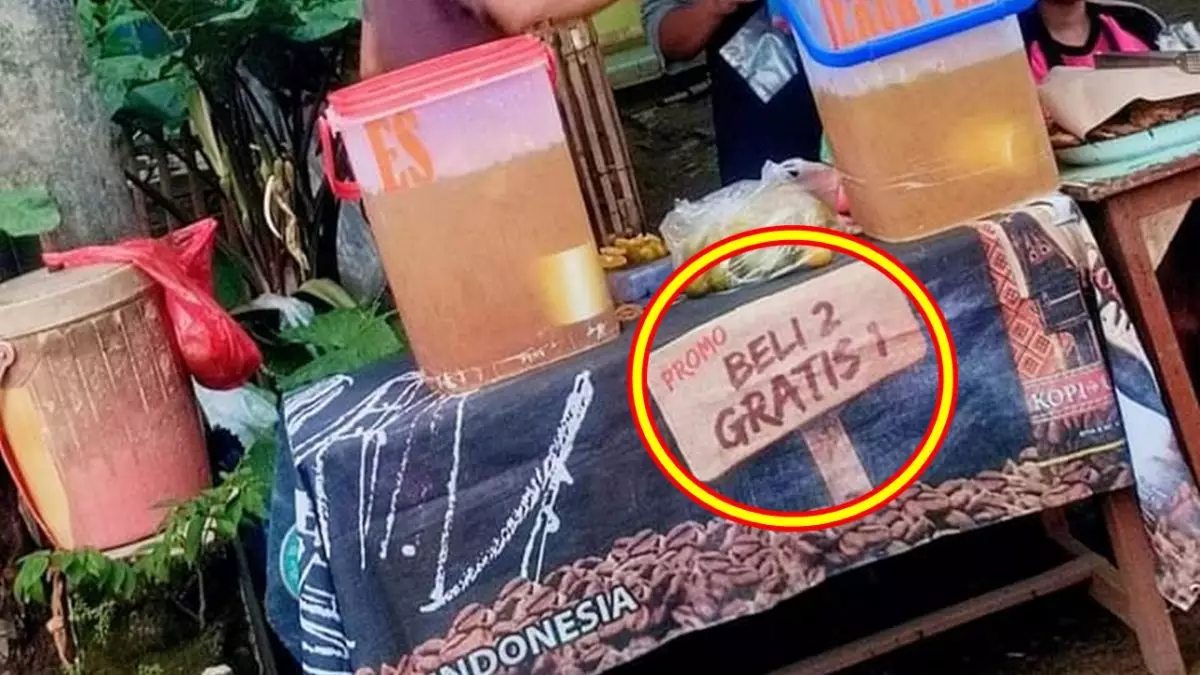 ES
PROMO
BELI 2
GRATIS 1
KOPI
INDONESIA